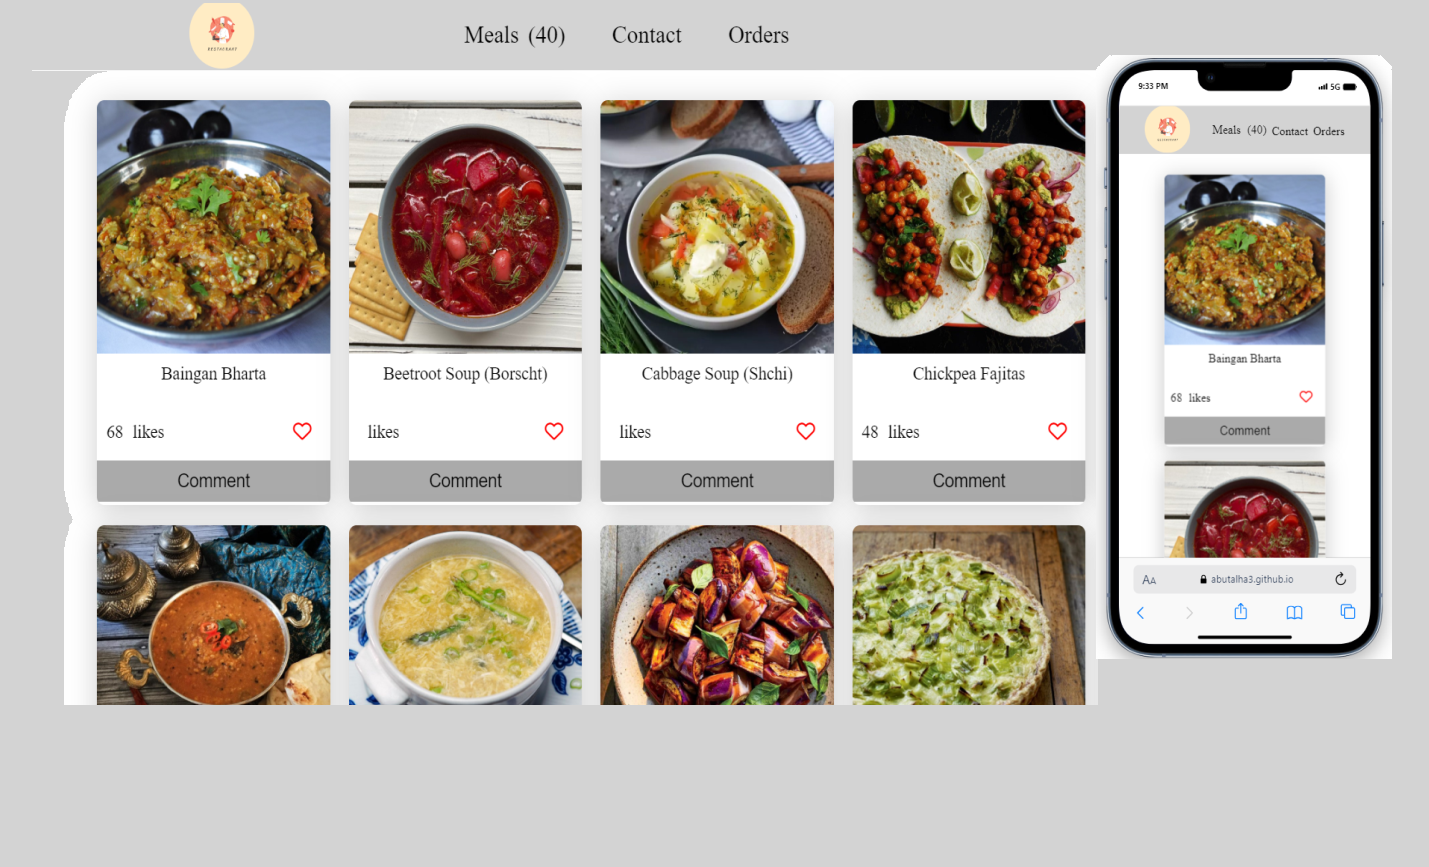 RESTAURANT
Meals (40)
Contact
Orders
Baingan Bharta
68 likes
Comment
Beetroot Soup (Borscht)
likes
Comment
Cabbage Soup (Shchi)
likes
Comment
Chickpea Fajitas
48 likes
Comment
9:33 PM
5G
Meals (40) Contact Orders
Baingan Bharta
68 likes
Comment
AA
abutalha3.github.io